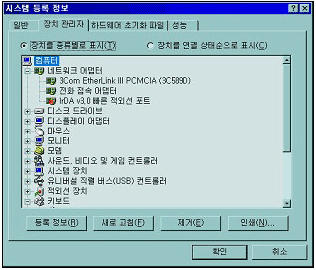 시스템 등록 정보
일반 장치 관리자 하드웨어 초기화 파일 성능
장치를 종류별로 표시(T) 장치를 연결 상태순으로 표시(C)
컴퓨터
네트워크 어댑터
3Com EtherLink III PCMCIA (3C589D)
전화 접속 어댑터
IrDA v3.0 빠른 적외선 포트
디스크 드라이브
디스플레이 어댑터
마우스
모니터
모뎀
사운드, 비디오 및 게임 컨트롤러
시스템 장치
유니버설 직렬 버스(USB) 컨트롤러
적외선 장치
키보드
등록 정보(R) 새로 고침(F) 제거(E) 인쇄(N)...
확인 취소